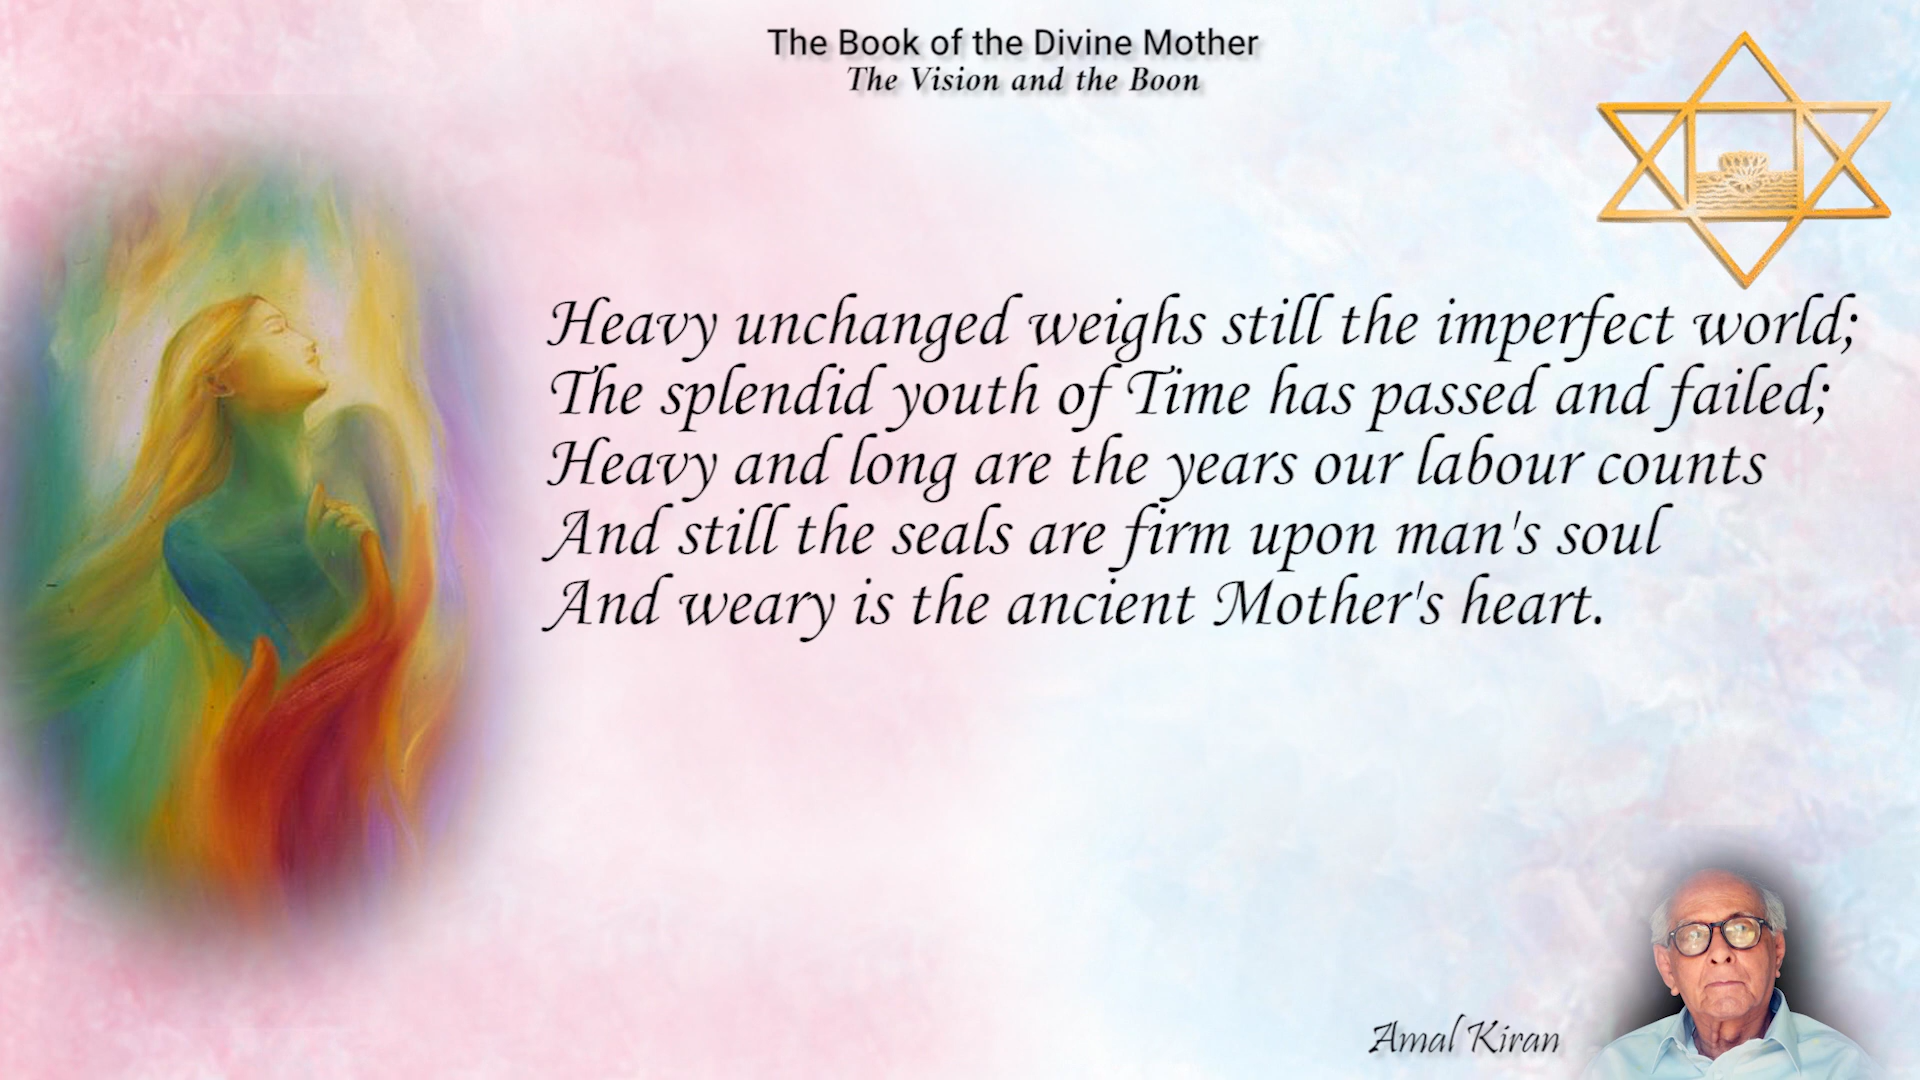 The Book of the Divine Mother
The Vision and the Boon
Heavy unchanged weighs still the imperfect world;
The splendid youth of Time has passed and failed;
Heavy and long are the years our labour counts
And still the seals are firm upon man's soul
And weary is the ancient Mother's heart.
Amal Kiran